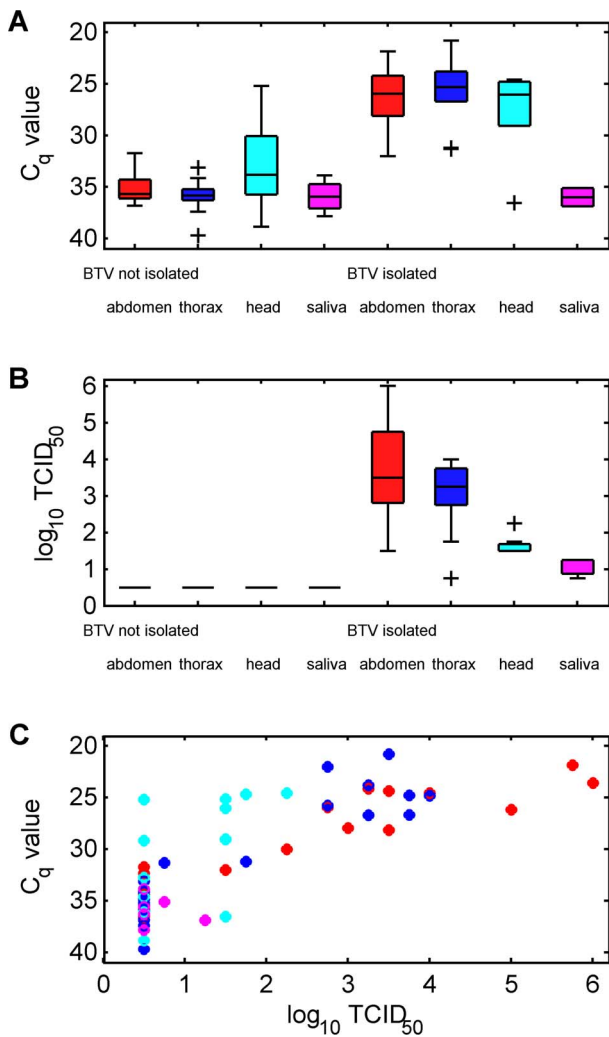 A
20
25
30
35
40
Cq value
BTV not isolated BTV isolated
abdomen thorax head saliva abdomen thorax head saliva
B
6
5
4
3
2
1
0
log10 TCID50
BTV not isolated BTV isolated
abdomen thorax head saliva abdomen thorax head saliva
C
20
25
30
35
40
Cq value
0 1 2 3 4 5 6
log10 TCID50